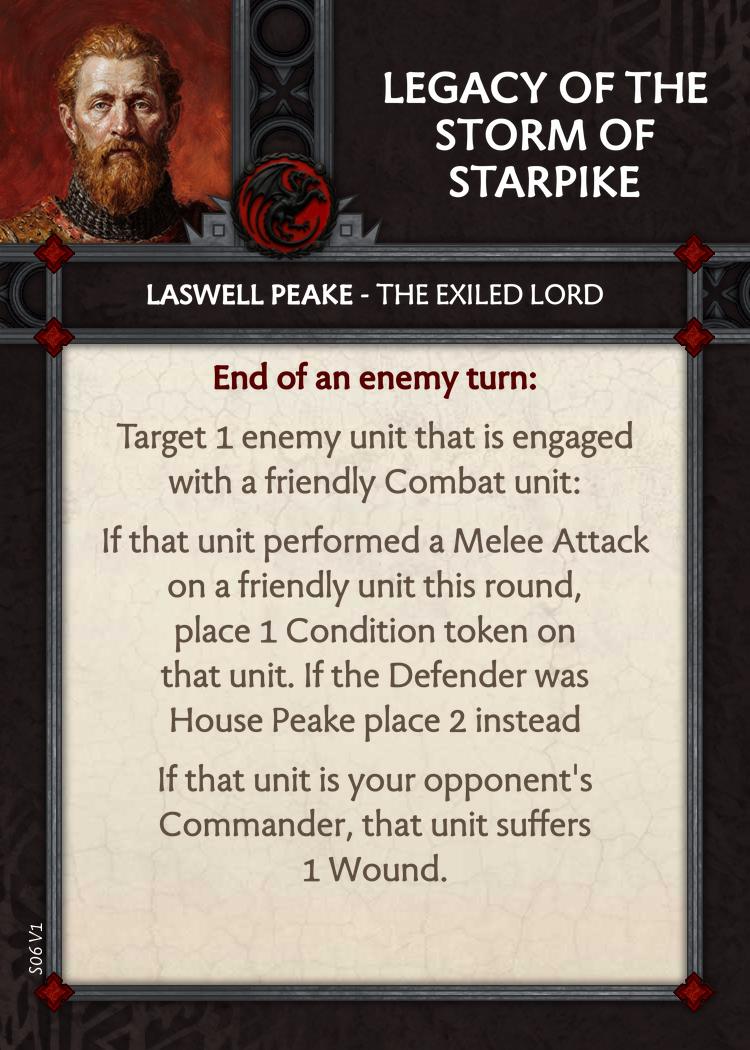 LEGACY OF THE
STORM OF
STARPIKE
LASWELL PEAKE - THE EXILED LORD
End of an enemy turn:
Target 1 enemy unit that is engaged
with a friendly Combat unit:
If that unit performed a Melee Attack
on a friendly unit this round,
place 1 Condition token on
that unit. If the Defender was
House Peake place 2 instead
If that unit is your opponent's
Commander, that unit suffers
1 Wound.
S06 V1